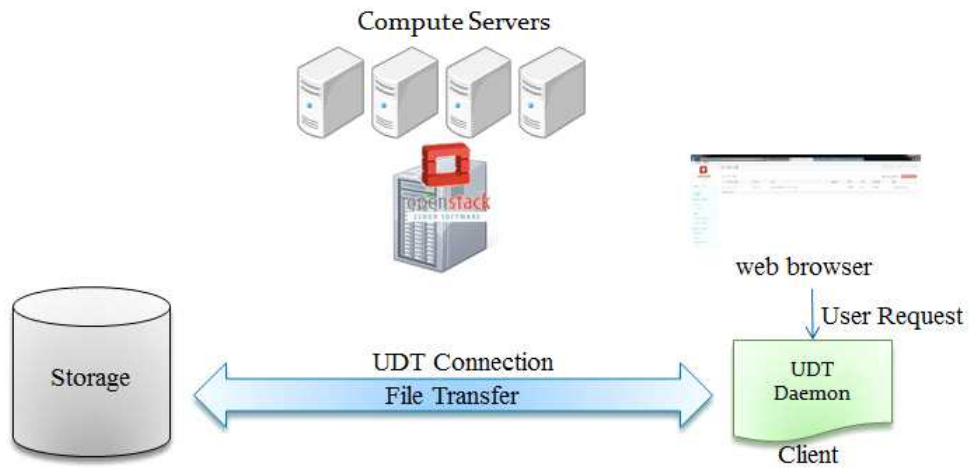 Compute Servers
openstack
CLOUD SOFTWARE
web browser
User Request
UDT Connection
File Transfer
Storage
UDT
Daemon
Client